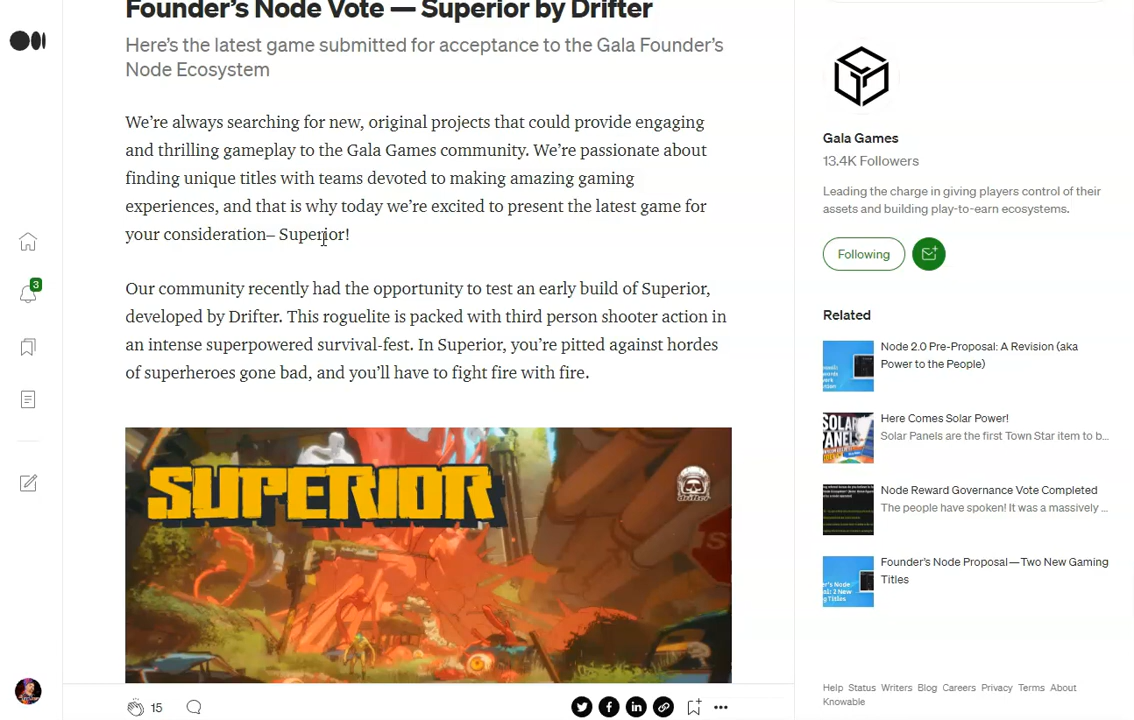 Founder's Node Vote — Superior by Drifter
Here's the latest game submitted for acceptance to the Gala Founder's
Node Ecosystem
We're always searching for new, original projects that could provide engaging
and thrilling gameplay to the Gala Games community. We're passionate about
finding unique titles with teams devoted to making amazing gaming
experiences, and that is why today we're excited to present the latest game for
your consideration– Superior!
Our community recently had the opportunity to test an early build of Superior,
developed by Drifter. This roguelite is packed with third person shooter action in
an intense superpowered survival-fest. In Superior, you're pitted against hordes
of superheroes gone bad, and you'll have to fight fire with fire.
SUPERIOR
drifter
15
3
Gala Games
13.4K Followers
Leading the charge in giving players control of their
assets and building play-to-earn ecosystems.
Following
Related
Node 2.0 Pre-Proposal: A Revision (aka
Power to the People)
Here Comes Solar Power!
Solar Panels are the first Town Star item to b...
Node Reward Governance Vote Completed
The people have spoken! It was a massively ...
Founder's Node Proposal — Two New Gaming
Titles
Help Status Writers Blog Careers Privacy Terms About
Knowable